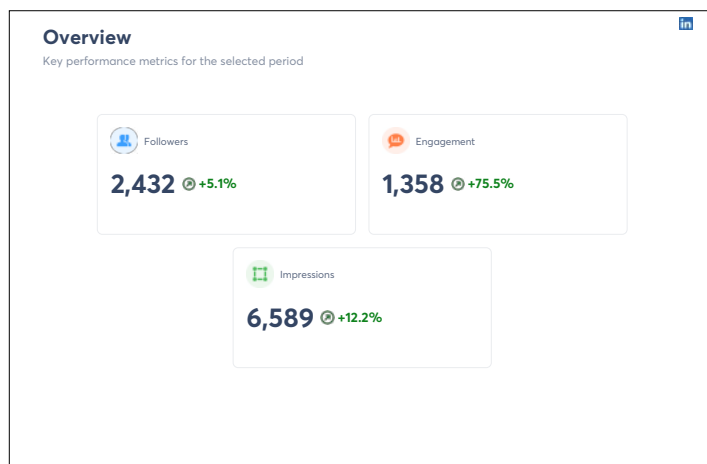 in
Overview
Key performance metrics for the selected period
Followers
2,432 +5.1%
Engagement
1,358 +75.5%
Impressions
6,589 +12.2%